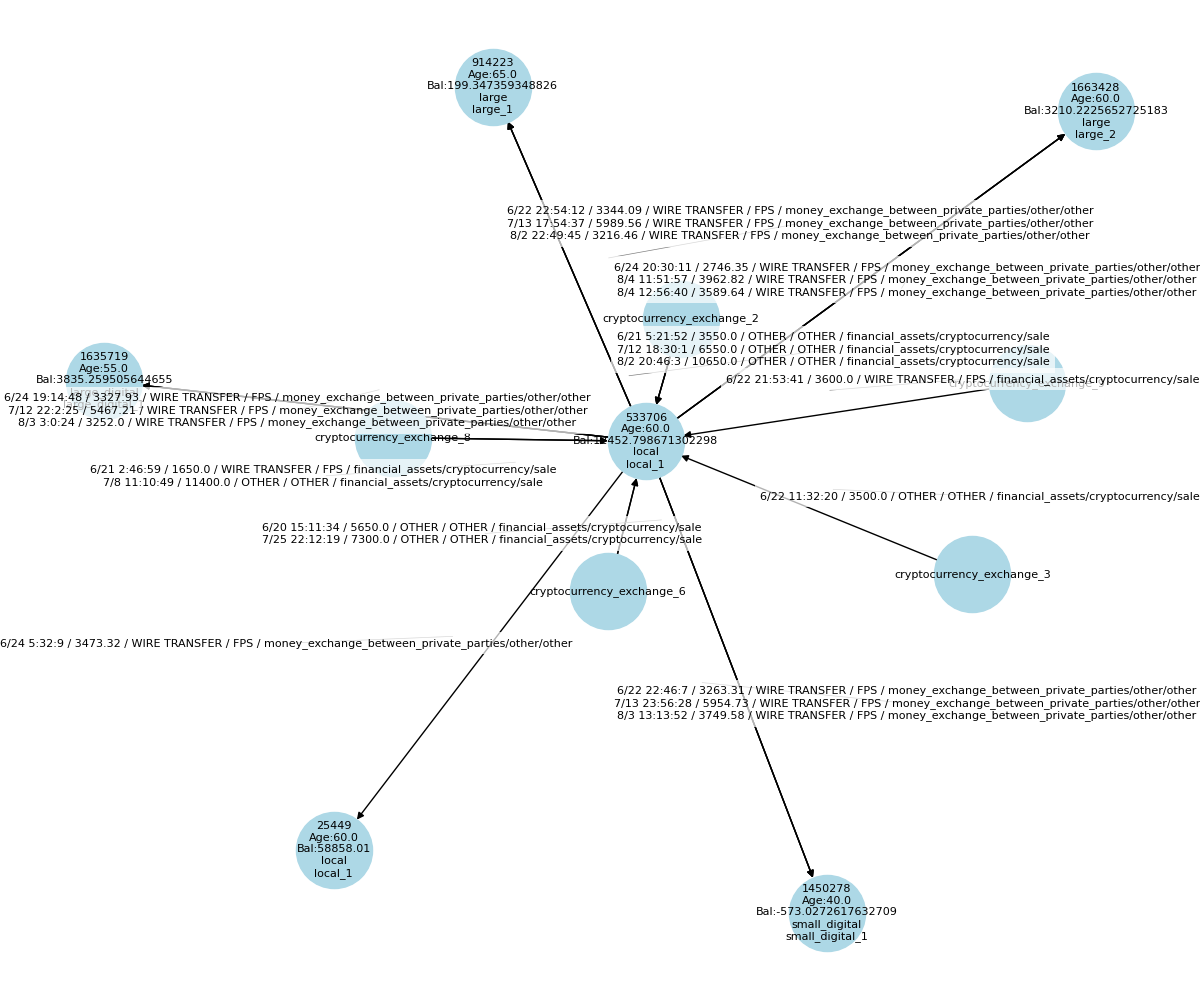 914223
Age:65.0
Bal:199.347359348826
large
large_1
1663428
Age:60.0
Bal:3210.2225652725183
large
large_2
6/22 22:54:12 / 3344.09 / WIRE TRANSFER / FPS / money_exchange_between_private_parties/other/other
7/13 17:54:37 / 5989.56 / WIRE TRANSFER / FPS / money_exchange_between_private_parties/other/other
8/2 22:49:45 / 3216.46 / WIRE TRANSFER / FPS / money_exchange_between_private_parties/other/other
6/24 20:30:11 / 2746.35 / WIRE TRANSFER / FPS / money_exchange_between_private_parties/other/other
8/4 11:51:57 / 3962.82 / WIRE TRANSFER / FPS / money_exchange_between_private_parties/other/other
8/4 12:56:40 / 3589.64 / WIRE TRANSFER / FPS / money_exchange_between_private_parties/other/other
cryptocurrency_exchange_2
6/21 5:21:52 / 3550.0 / OTHER / OTHER / financial_assets/cryptocurrency/sale
7/12 18:30:1 / 6550.0 / OTHER / OTHER / financial_assets/cryptocurrency/sale
8/2 20:46:3 / 10650.0 / OTHER / OTHER / financial_assets/cryptocurrency/sale
6/22 21:53:41 / 3600.0 / WIRE TRANSFER / FPS / financial_assets/cryptocurrency/sale
1635719
Age:55.0
Bal:3835.259505644655
large_digital
6/24 19:14:48 / 3327.93 / WIRE TRANSFER / FPS / money_exchange_between_private_parties/other/other
7/12 22:2:25 / 5467.21 / WIRE TRANSFER / FPS / money_exchange_between_private_parties/other/other
8/3 3:0:24 / 3252.0 / WIRE TRANSFER / FPS / money_exchange_between_private_parties/other/other
cryptocurrency_exchange_8
533706
Age:60.0
local
local_1
6/21 2:46:59 / 1650.0 / WIRE TRANSFER / FPS / financial_assets/cryptocurrency/sale
7/8 11:10:49 / 11400.0 / OTHER / OTHER / financial_assets/cryptocurrency/sale
6/22 11:32:20 / 3500.0 / OTHER / OTHER / financial_assets/cryptocurrency/sale
6/20 15:11:34 / 5650.0 / OTHER / OTHER / financial_assets/cryptocurrency/sale
7/25 22:12:19 / 7300.0 / OTHER / OTHER / financial_assets/cryptocurrency/sale
cryptocurrency_exchange_3
cryptocurrency_exchange_6
6/24 5:32:9 / 3473.32 / WIRE TRANSFER / FPS / money_exchange_between_private_parties/other/other
6/22 22:46:7 / 3263.31 / WIRE TRANSFER / FPS / money_exchange_between_private_parties/other/other
7/13 23:56:28 / 5954.73 / WIRE TRANSFER / FPS / money_exchange_between_private_parties/other/other
8/3 13:13:52 / 3749.58 / WIRE TRANSFER / FPS / money_exchange_between_private_parties/other/other
25449
Age:60.0
Bal:58858.01
local
local_1
1450278
Age:40.0
Bal:-573.0272617632709
small_digital
small_digital_1